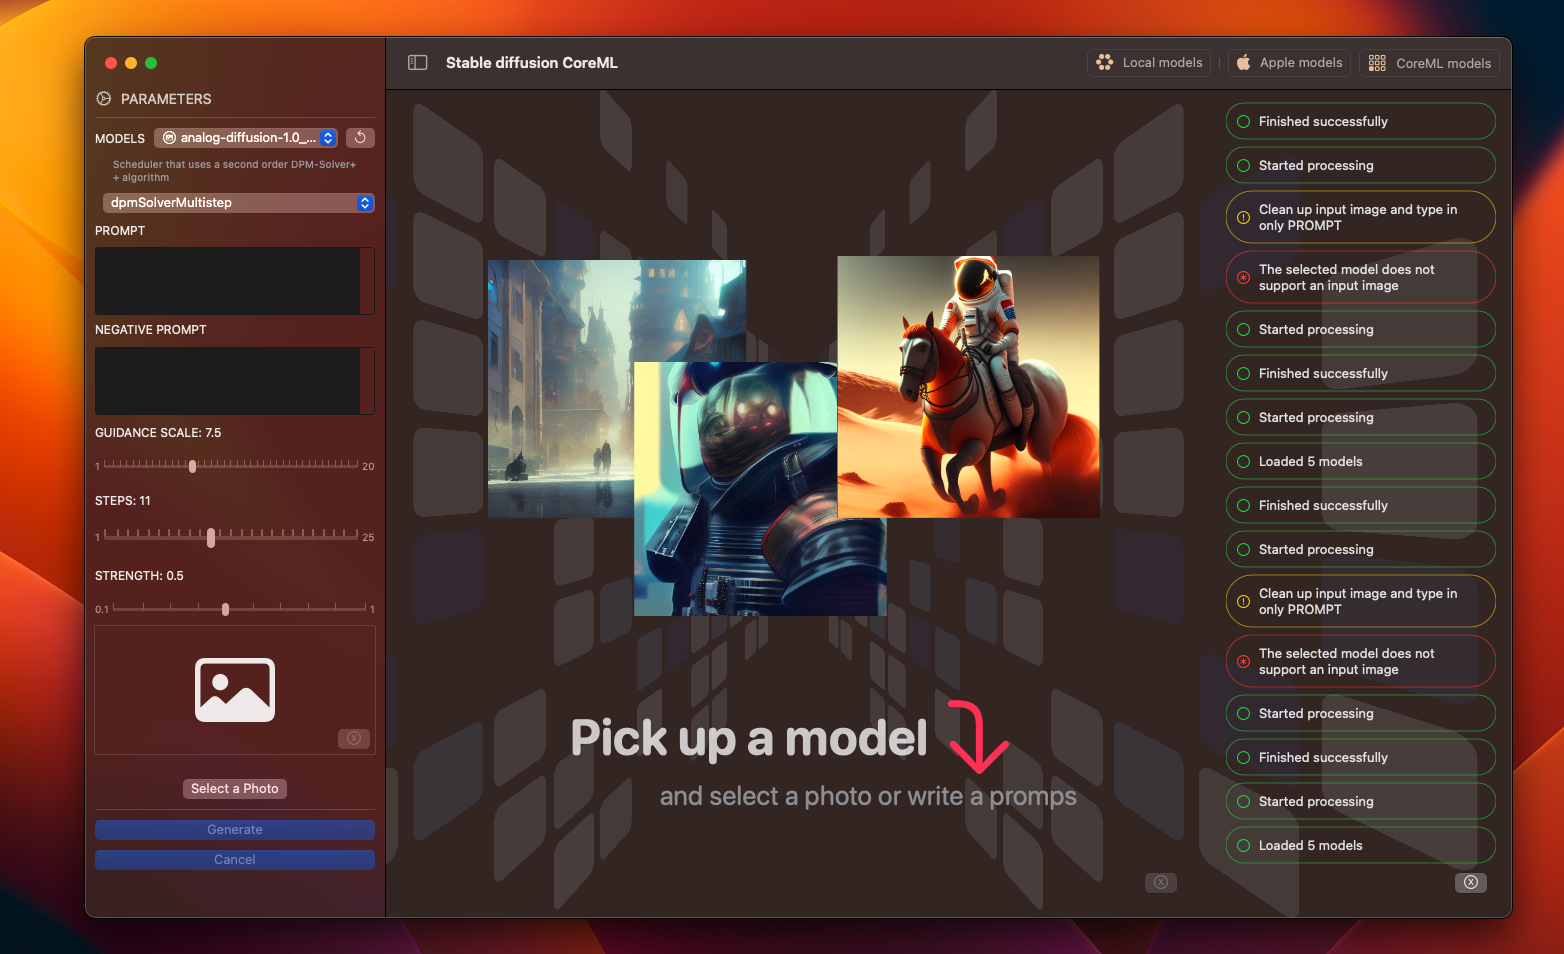 Stable diffusion CoreML
Local models
Apple models
CoreML models
PARAMETERS
MODELS
analog-diffusion-1.0_...
Scheduler that uses a second order DPM-Solver+
+ algorithm
dpmSolverMultistep
PROMPT
NEGATIVE PROMPT
GUIDANCE SCALE: 7.5
1
20
STEPS: 11
1
25
STRENGTH: 0.5
0.1
1
Select a Photo
Generate
Cancel
Pick up a model
and select a photo or write a promps
Finished successfully
Started processing
Clean up input image and type in
only PROMPT
The selected model does not
support an input image
Started processing
Finished successfully
Started processing
Loaded 5 models
Finished successfully
Started processing
Clean up input image and type in
only PROMPT
The selected model does not
support an input image
Started processing
Finished successfully
Started processing
Loaded 5 models